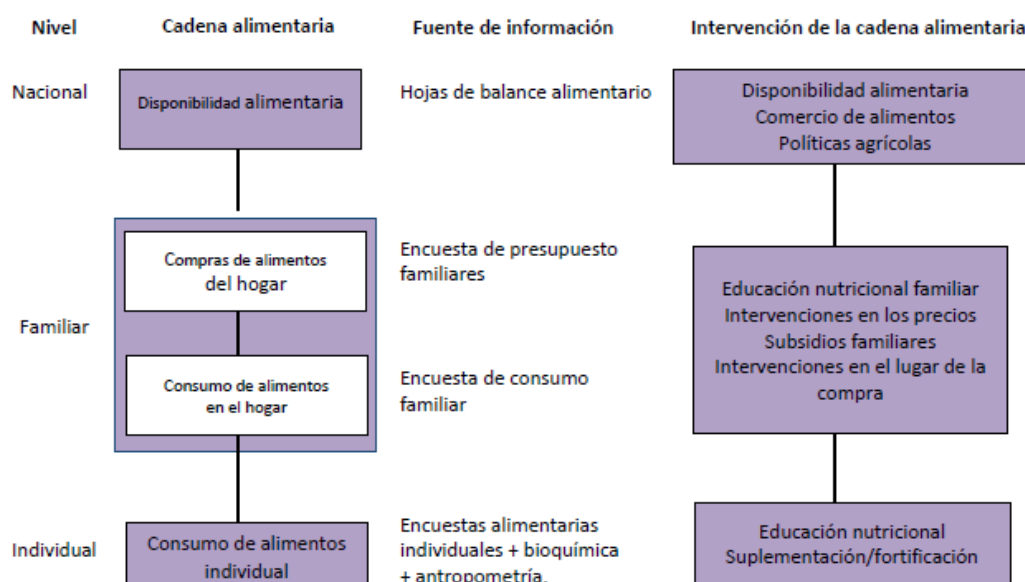 Nivel
Cadena alimentaria
Fuente de información
Intervención de la cadena alimentaria
Nacional
Disponibilidad alimentaria
Hojas de balance alimentario
Disponibilidad alimentaria
Comercio de alimentos
Políticas agrícolas
Familiar
Compras de alimentos
del hogar
Encuesta de presupuesto
familiares
Consumo de alimentos
en el hogar
Encuesta de consumo
familiar
Educación nutricional familiar
Intervenciones en los precios
Subsidios familiares
Intervenciones en el lugar de la
compra
Individual
Consumo de alimentos
individual
Encuestas alimentarias
individuales + bioquímica
+ antropometría.
Educación nutricional
Suplementación/fortificación